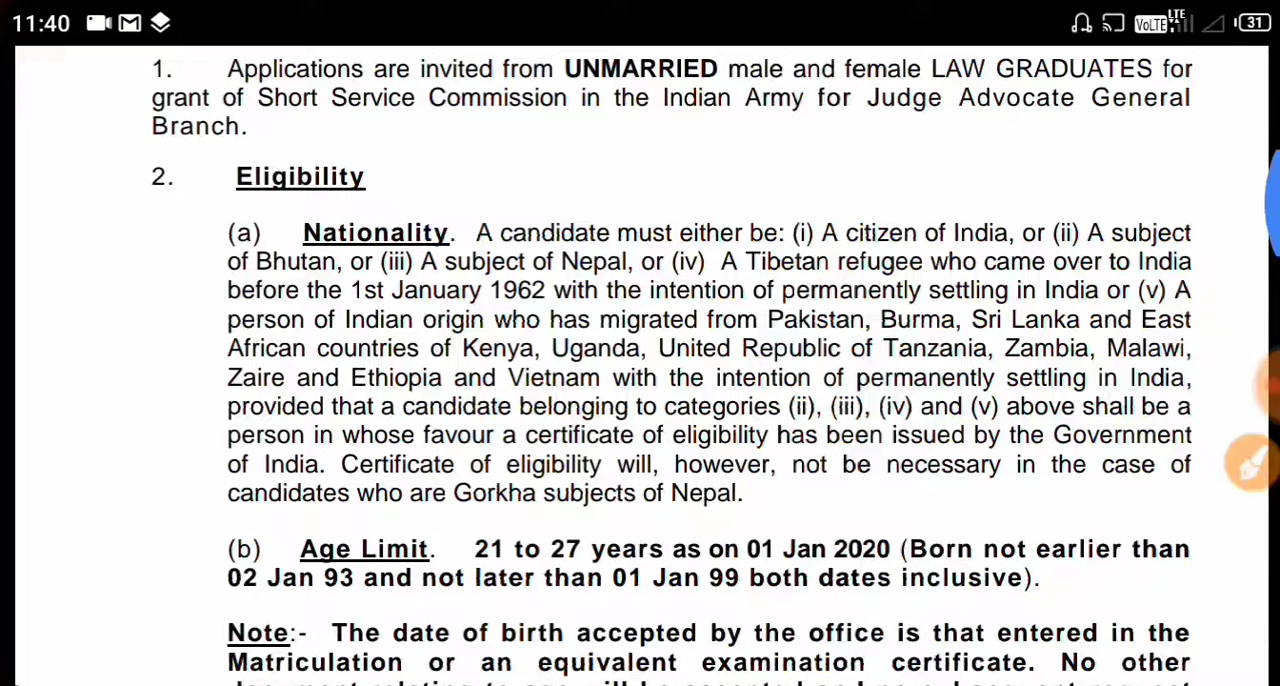 11:40 VoLTE LTE 31
1. Applications are invited from UNMARRIED male and female LAW GRADUATES for
grant of Short Service Commission in the Indian Army for Judge Advocate General
Branch.
2. Eligibility
(a) Nationality. A candidate must either be: (i) A citizen of India, or (ii) A subject
of Bhutan, or (iii) A subject of Nepal, or (iv) A Tibetan refugee who came over to India
before the 1st January 1962 with the intention of permanently settling in India or (v) A
person of Indian origin who has migrated from Pakistan, Burma, Sri Lanka and East
African countries of Kenya, Uganda, United Republic of Tanzania, Zambia, Malawi,
Zaire and Ethiopia and Vietnam with the intention of permanently settling in India,
provided that a candidate belonging to categories (ii), (iii), (iv) and (v) above shall be a
person in whose favour a certificate of eligibility has been issued by the Government
of India. Certificate of eligibility will, however, not be necessary in the case of
candidates who are Gorkha subjects of Nepal.
(b) Age Limit. 21 to 27 years as on 01 Jan 2020 (Born not earlier than
02 Jan 93 and not later than 01 Jan 99 both dates inclusive).
Note:- The date of birth accepted by the office is that entered in the
Matriculation or an equivalent examination certificate. No other